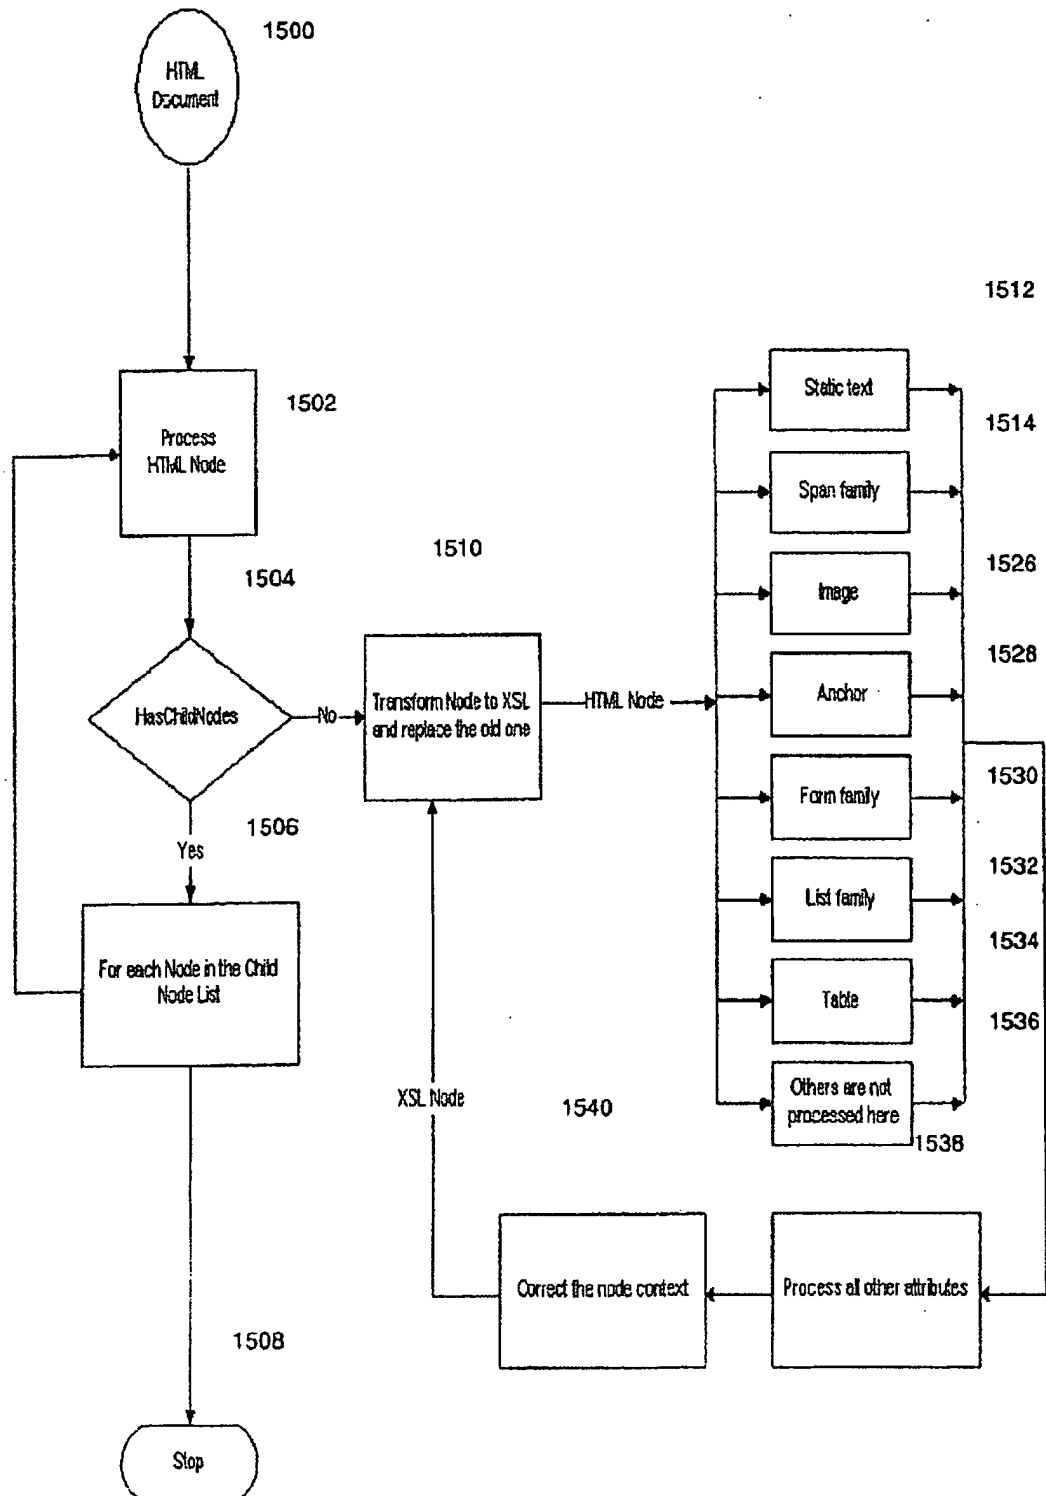 1500
HTML
Document
1502
Process
HTML Node
1504
HasChildNodes
No
1506
Yes
For each Node in the Child
Node List
1508
Stop
1510
Transform Node to XSL
and replace the old one
HTML Node
1512
Static text
1514
Span family
1526
Image
1528
Anchor
1530
Form family
1532
List family
1534
Table
1536
Others are not
processed here
1538
Process all other attributes
1540
Correct the node context
XSL Node